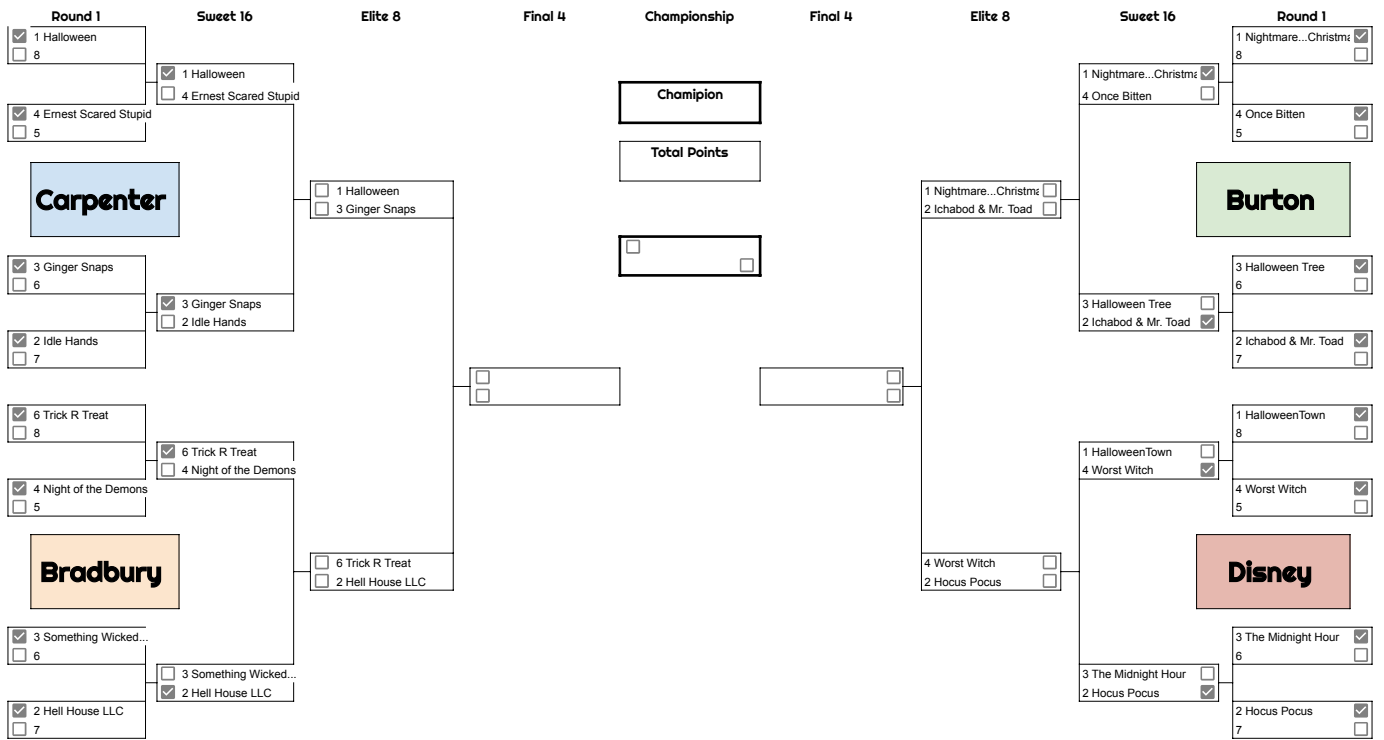 Round 1
Sweet 16
Elite 8
Final 4
Championship
Final 4
Elite 8
Sweet 16
Round 1
1 Halloween
8
4 Ernest Scared Stupid
5
Carpenter
3 Ginger Snaps
6
2 Idle Hands
7
6 Trick R Treat
8
4 Night of the Demons
5
Bradbury
3 Something Wicked...
6
2 Hell House LLC
7
1 Halloween
4 Ernest Scared Stupid
3 Ginger Snaps
2 Idle Hands
6 Trick R Treat
4 Night of the Demons
3 Something Wicked...
2 Hell House LLC
1 Halloween
3 Ginger Snaps
6 Trick R Treat
2 Hell House LLC
Chamipion
Total Points
1 Nightmare...Christma
2 Ichabod & Mr. Toad
4 Worst Witch
2 Hocus Pocus
1 Nightmare...Christma
4 Once Bitten
3 Halloween Tree
2 Ichabod & Mr. Toad
1 HalloweenTown
4 Worst Witch
3 The Midnight Hour
2 Hocus Pocus
1 Nightmare...Christma
8
4 Once Bitten
5
Burton
3 Halloween Tree
6
2 Ichabod & Mr. Toad
7
1 HalloweenTown
8
4 Worst Witch
5
Disney
3 The Midnight Hour
6
2 Hocus Pocus
7